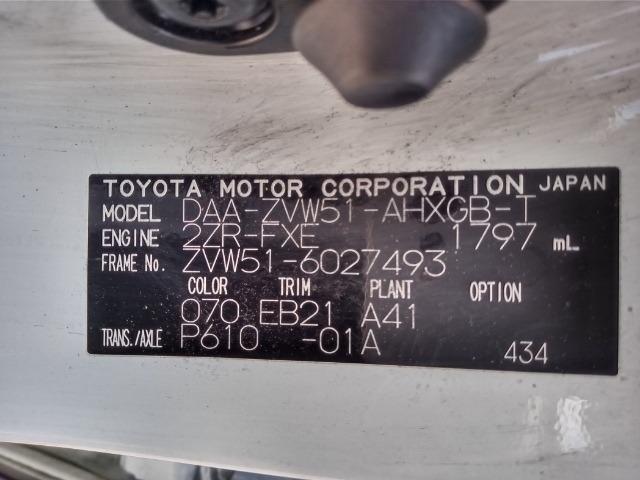 TOYOTA MOTOR CORPORATION JAPAN
MODEL DAA-ZVW51-AHXGB-T
ENGINE 2ZR-FXE 1797 mL
FRAME No. ZVW51-6027493
COLOR TRIM PLANT OPTION
070 EB21 A41
TRANS./AXLE P610 -01A 434